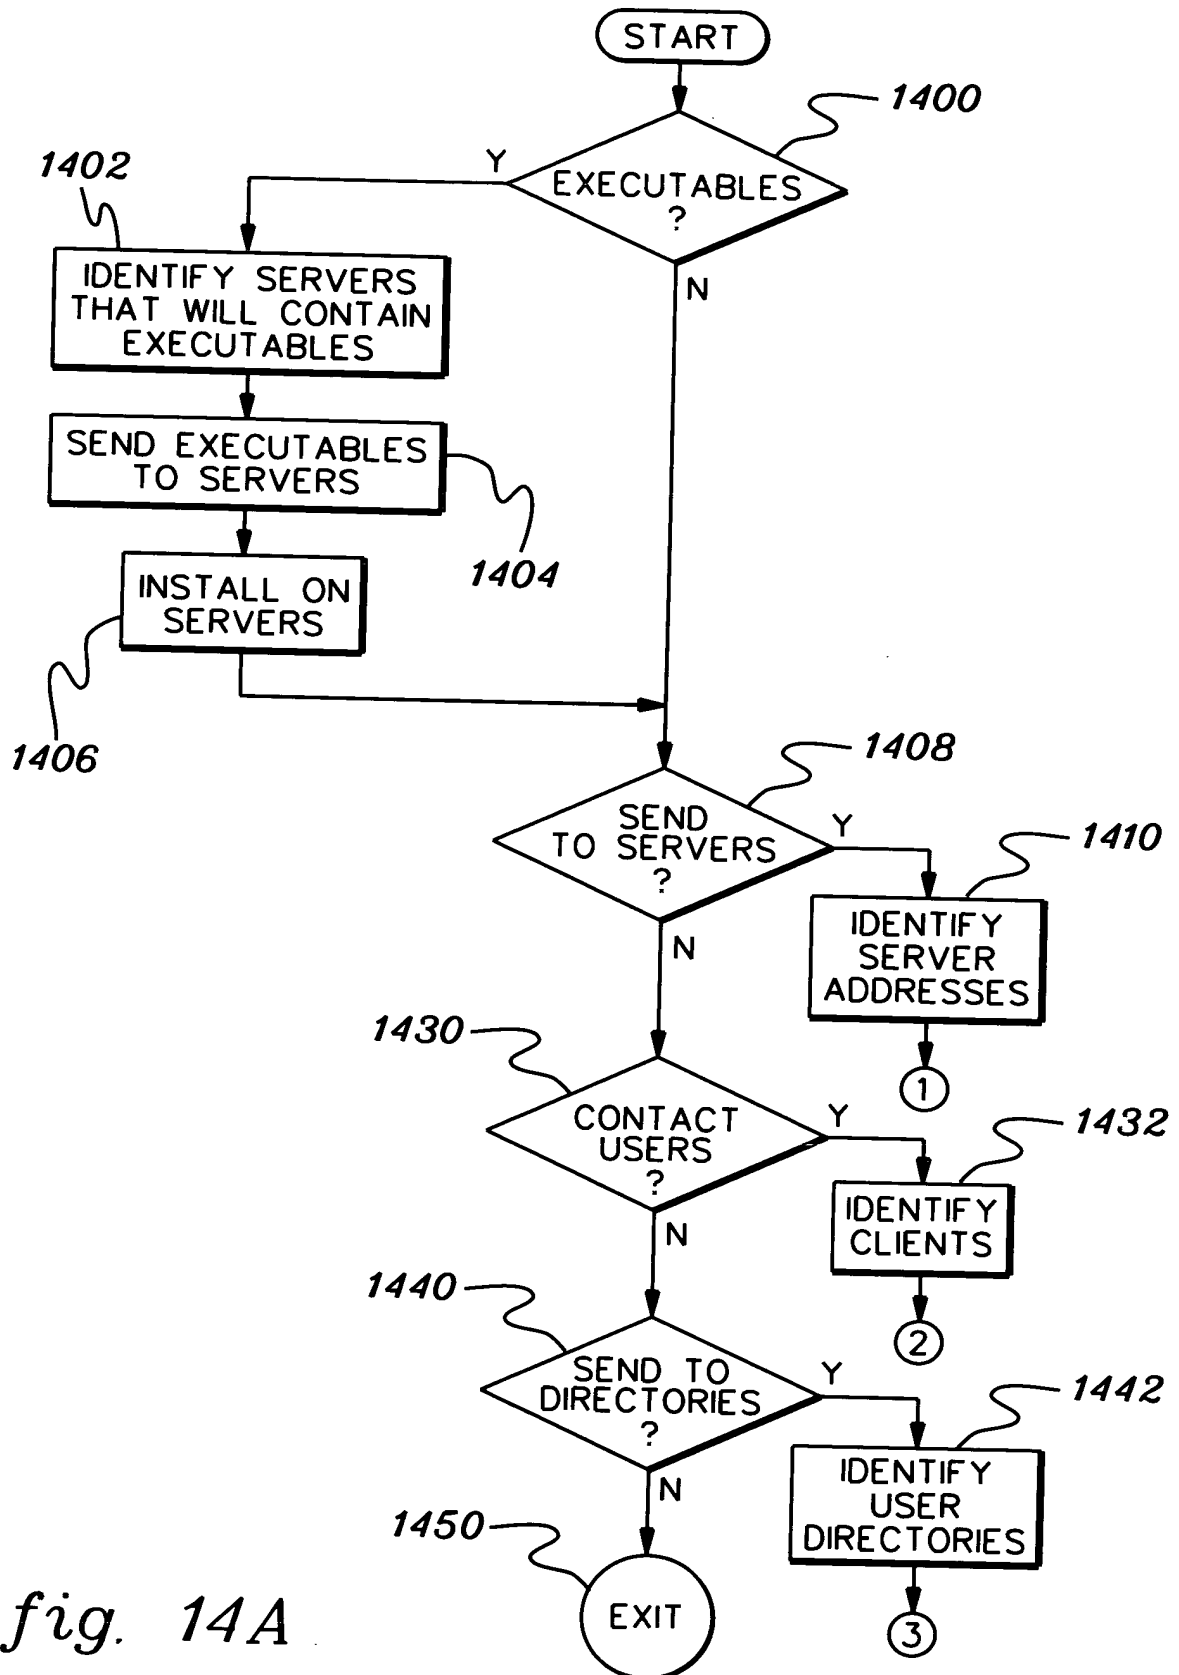 START
1400
EXECUTABLES
?
Y
N
1402
IDENTIFY SERVERS
THAT WILL CONTAIN
EXECUTABLES
SEND EXECUTABLES
TO SERVERS
1404
INSTALL ON
SERVERS
1406
1408
SEND
TO SERVERS
?
Y
N
1410
IDENTIFY
SERVER
ADDRESSES
1
1430
CONTACT
USERS
?
Y
N
1432
IDENTIFY
CLIENTS
2
1440
SEND TO
DIRECTORIES
?
Y
N
1442
IDENTIFY
USER
DIRECTORIES
3
1450
EXIT
fig. 14A